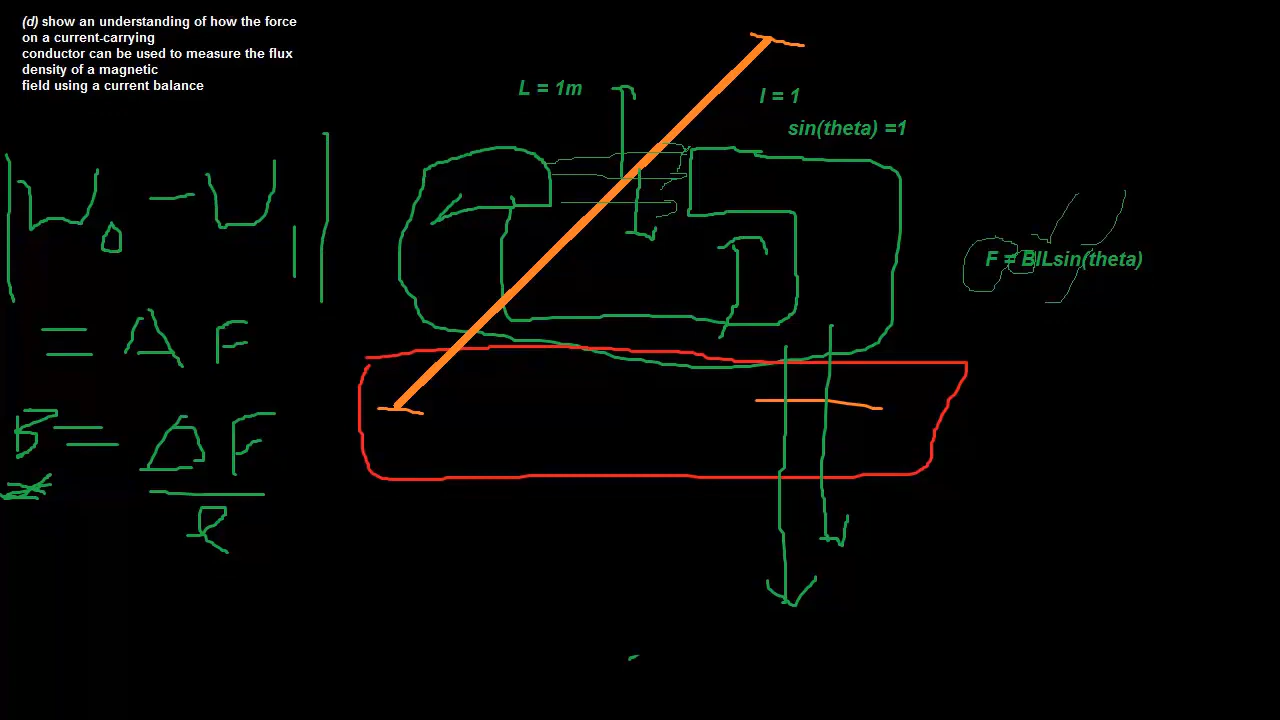 (d) show an understanding of how the force
on a current-carrying
conductor can be used to measure the flux
density of a magnetic
field using a current balance
L = 1m
I = 1
sin(theta) =1
F = BILsin(theta)
= Δ F
B = Δ F